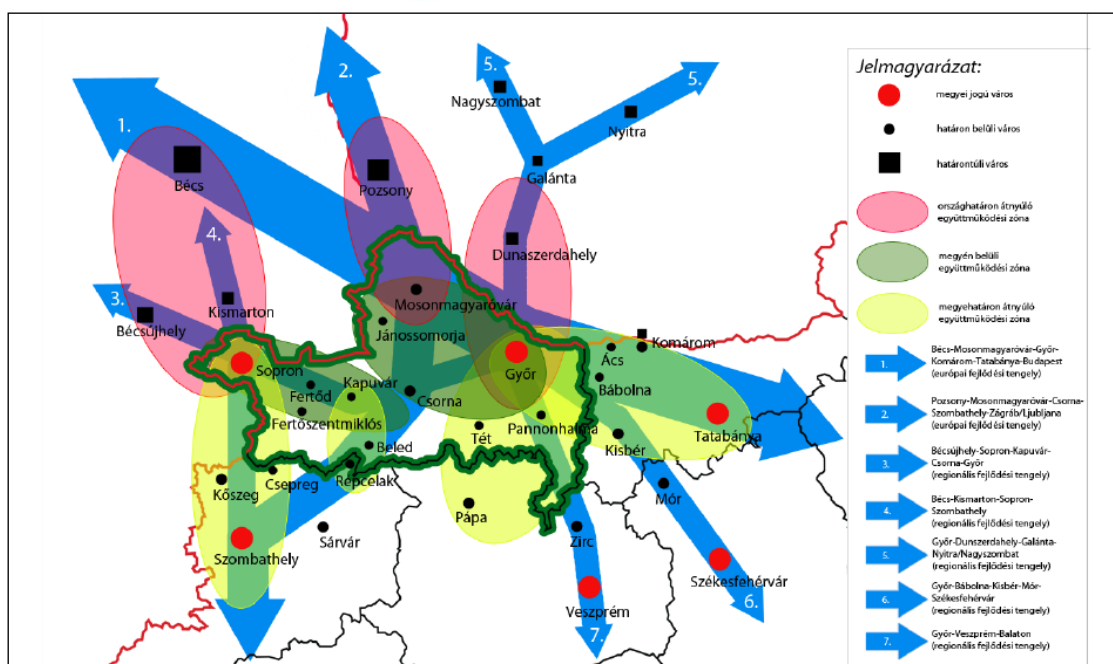 Jelmagyarázat:
megyei jogú város
határon belüli város
határontúli város
országhatáron átnyúló
együttműködési zóna
megyén belüli
együttműködési zóna
megyehatáron átnyúló
együttműködési zóna
1.
Bécs-Mosonmagyaróvár-Győr-
Komárom-Tatabánya-Budapest
(európai fejlődési tengely)
2.
Pozsony-Mosonmagyaróvár-Csorna-
Szombathely-Zágráb/Ljubljana
(európai fejlődési tengely)
3.
Bécsújhely-Sopron-Kapuvár-
Csorna-Győr
(regionális fejlődési tengely)
4.
Bécs-Kismarton-Sopron-
Szombathely
(regionális fejlődési tengely)
5.
Győr-Dunszerdahely-Galánta-
Nyitra/Nagyszombat
(regionális fejlődési tengely)
6.
Győr-Bábolna-Kisbér-Mór-
Székesfehérvár
(regionális fejlődési tengely)
7.
Győr-Veszprém-Balaton
(regionális fejlődési tengely)
1.
2.
5.
5.
Nagyszombat
Nyitra
Bécs
Pozsony
Galánta
4.
Dunaszerdahely
3.
Kismarton
Bécsújhely
Mosonmagyaróvár
Jánossomorja
Komárom
Ács
Sopron
Győr
Bábolna
Fertőd
Kapuvár
Csorna
Fertőszentmiklós
Pannonhalma
Tatabánya
Tét
Kisbér
Beled
Répcelak
Csepreg
Kőszeg
Mór
Pápa
Sárvár
Zirc
Szombathely
Székesfehérvár
Veszprém
6.
7.